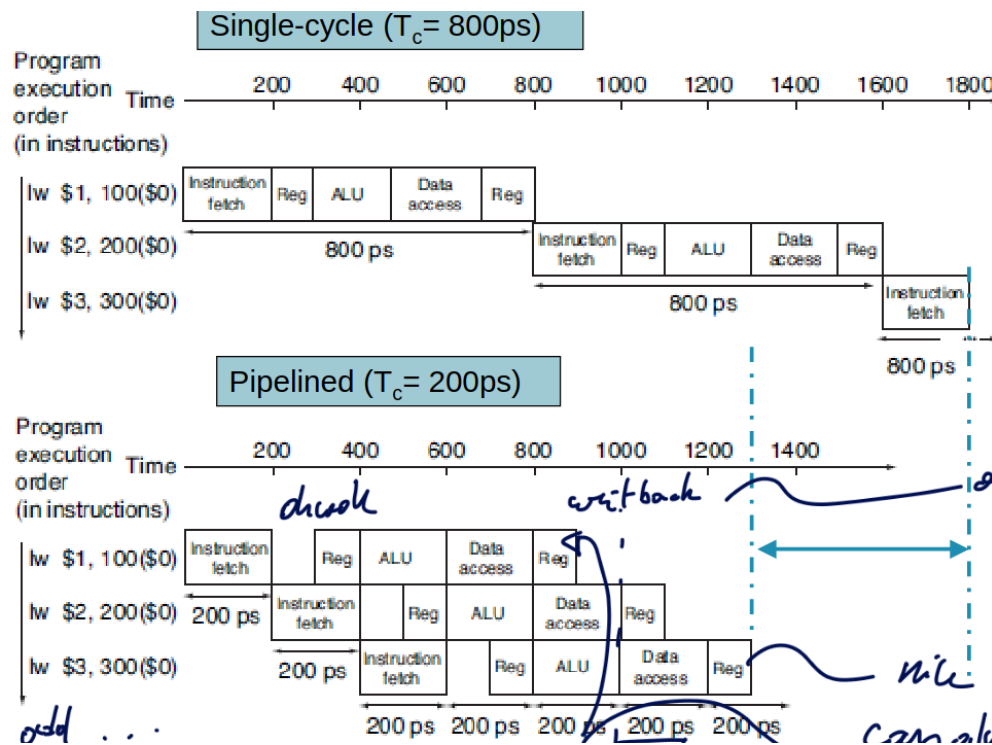 Single-cycle (Tc= 800ps)
Program
execution
order
(in instructions)
Time
200 400 600 800 1000 1200 1400 1600 1800
lw $1, 100($0)
Instruction fetch Reg ALU Data access Reg
800 ps
lw $2, 200($0)
Instruction fetch Reg ALU Data access Reg
800 ps
lw $3, 300($0)
Instruction fetch
800 ps
Pipelined (Tc= 200ps)
Program
execution
order
(in instructions)
Time
200 400 600 800 1000 1200 1400
writback
lw $1, 100($0)
Instruction fetch Reg ALU Data access Reg
200 ps
lw $2, 200($0)
Instruction fetch Reg ALU Data access Reg
200 ps
lw $3, 300($0)
Instruction fetch Reg ALU Data access Reg
200 ps 200 ps 200 ps 200 ps 200 ps
add ...